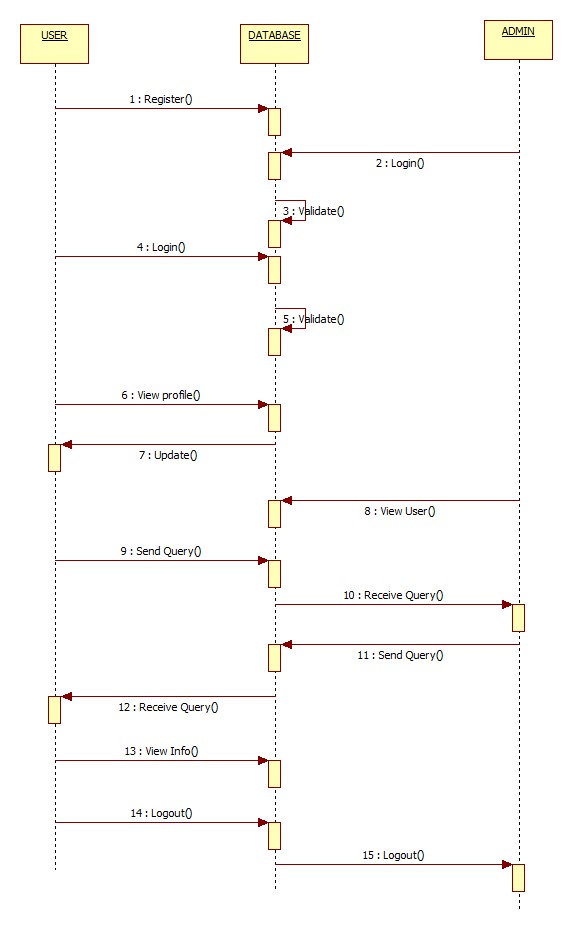 USER
DATABASE
ADMIN
1 : Register()
2 : Login()
3 : Validate()
4 : Login()
5 : Validate()
6 : View profile()
7 : Update()
8 : View User()
9 : Send Query()
10 : Receive Query()
11 : Send Query()
12 : Receive Query()
13 : View Info()
14 : Logout()
15 : Logout()